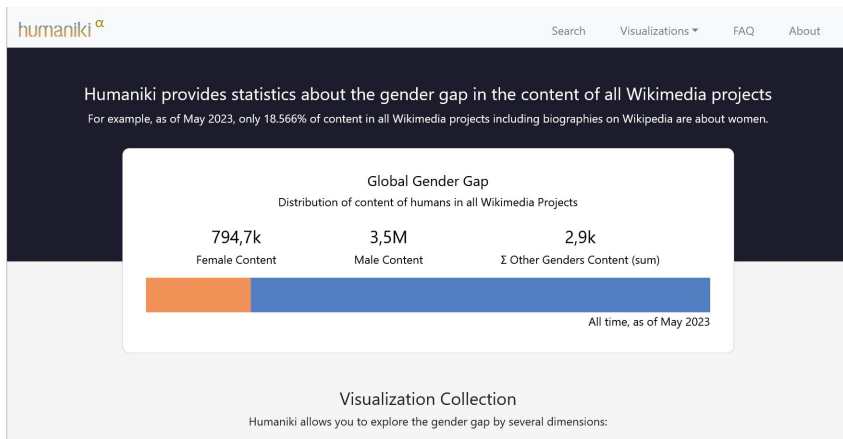 humaniki α
Search Visualizations FAQ About
Humaniki provides statistics about the gender gap in the content of all Wikimedia projects
For example, as of May 2023, only 18.566% of content in all Wikimedia projects including biographies on Wikipedia are about women.
Global Gender Gap
Distribution of content of humans in all Wikimedia Projects
794,7k 3,5M 2,9k
Female Content Male Content Σ Other Genders Content (sum)
All time, as of May 2023
Visualization Collection
Humaniki allows you to explore the gender gap by several dimensions: